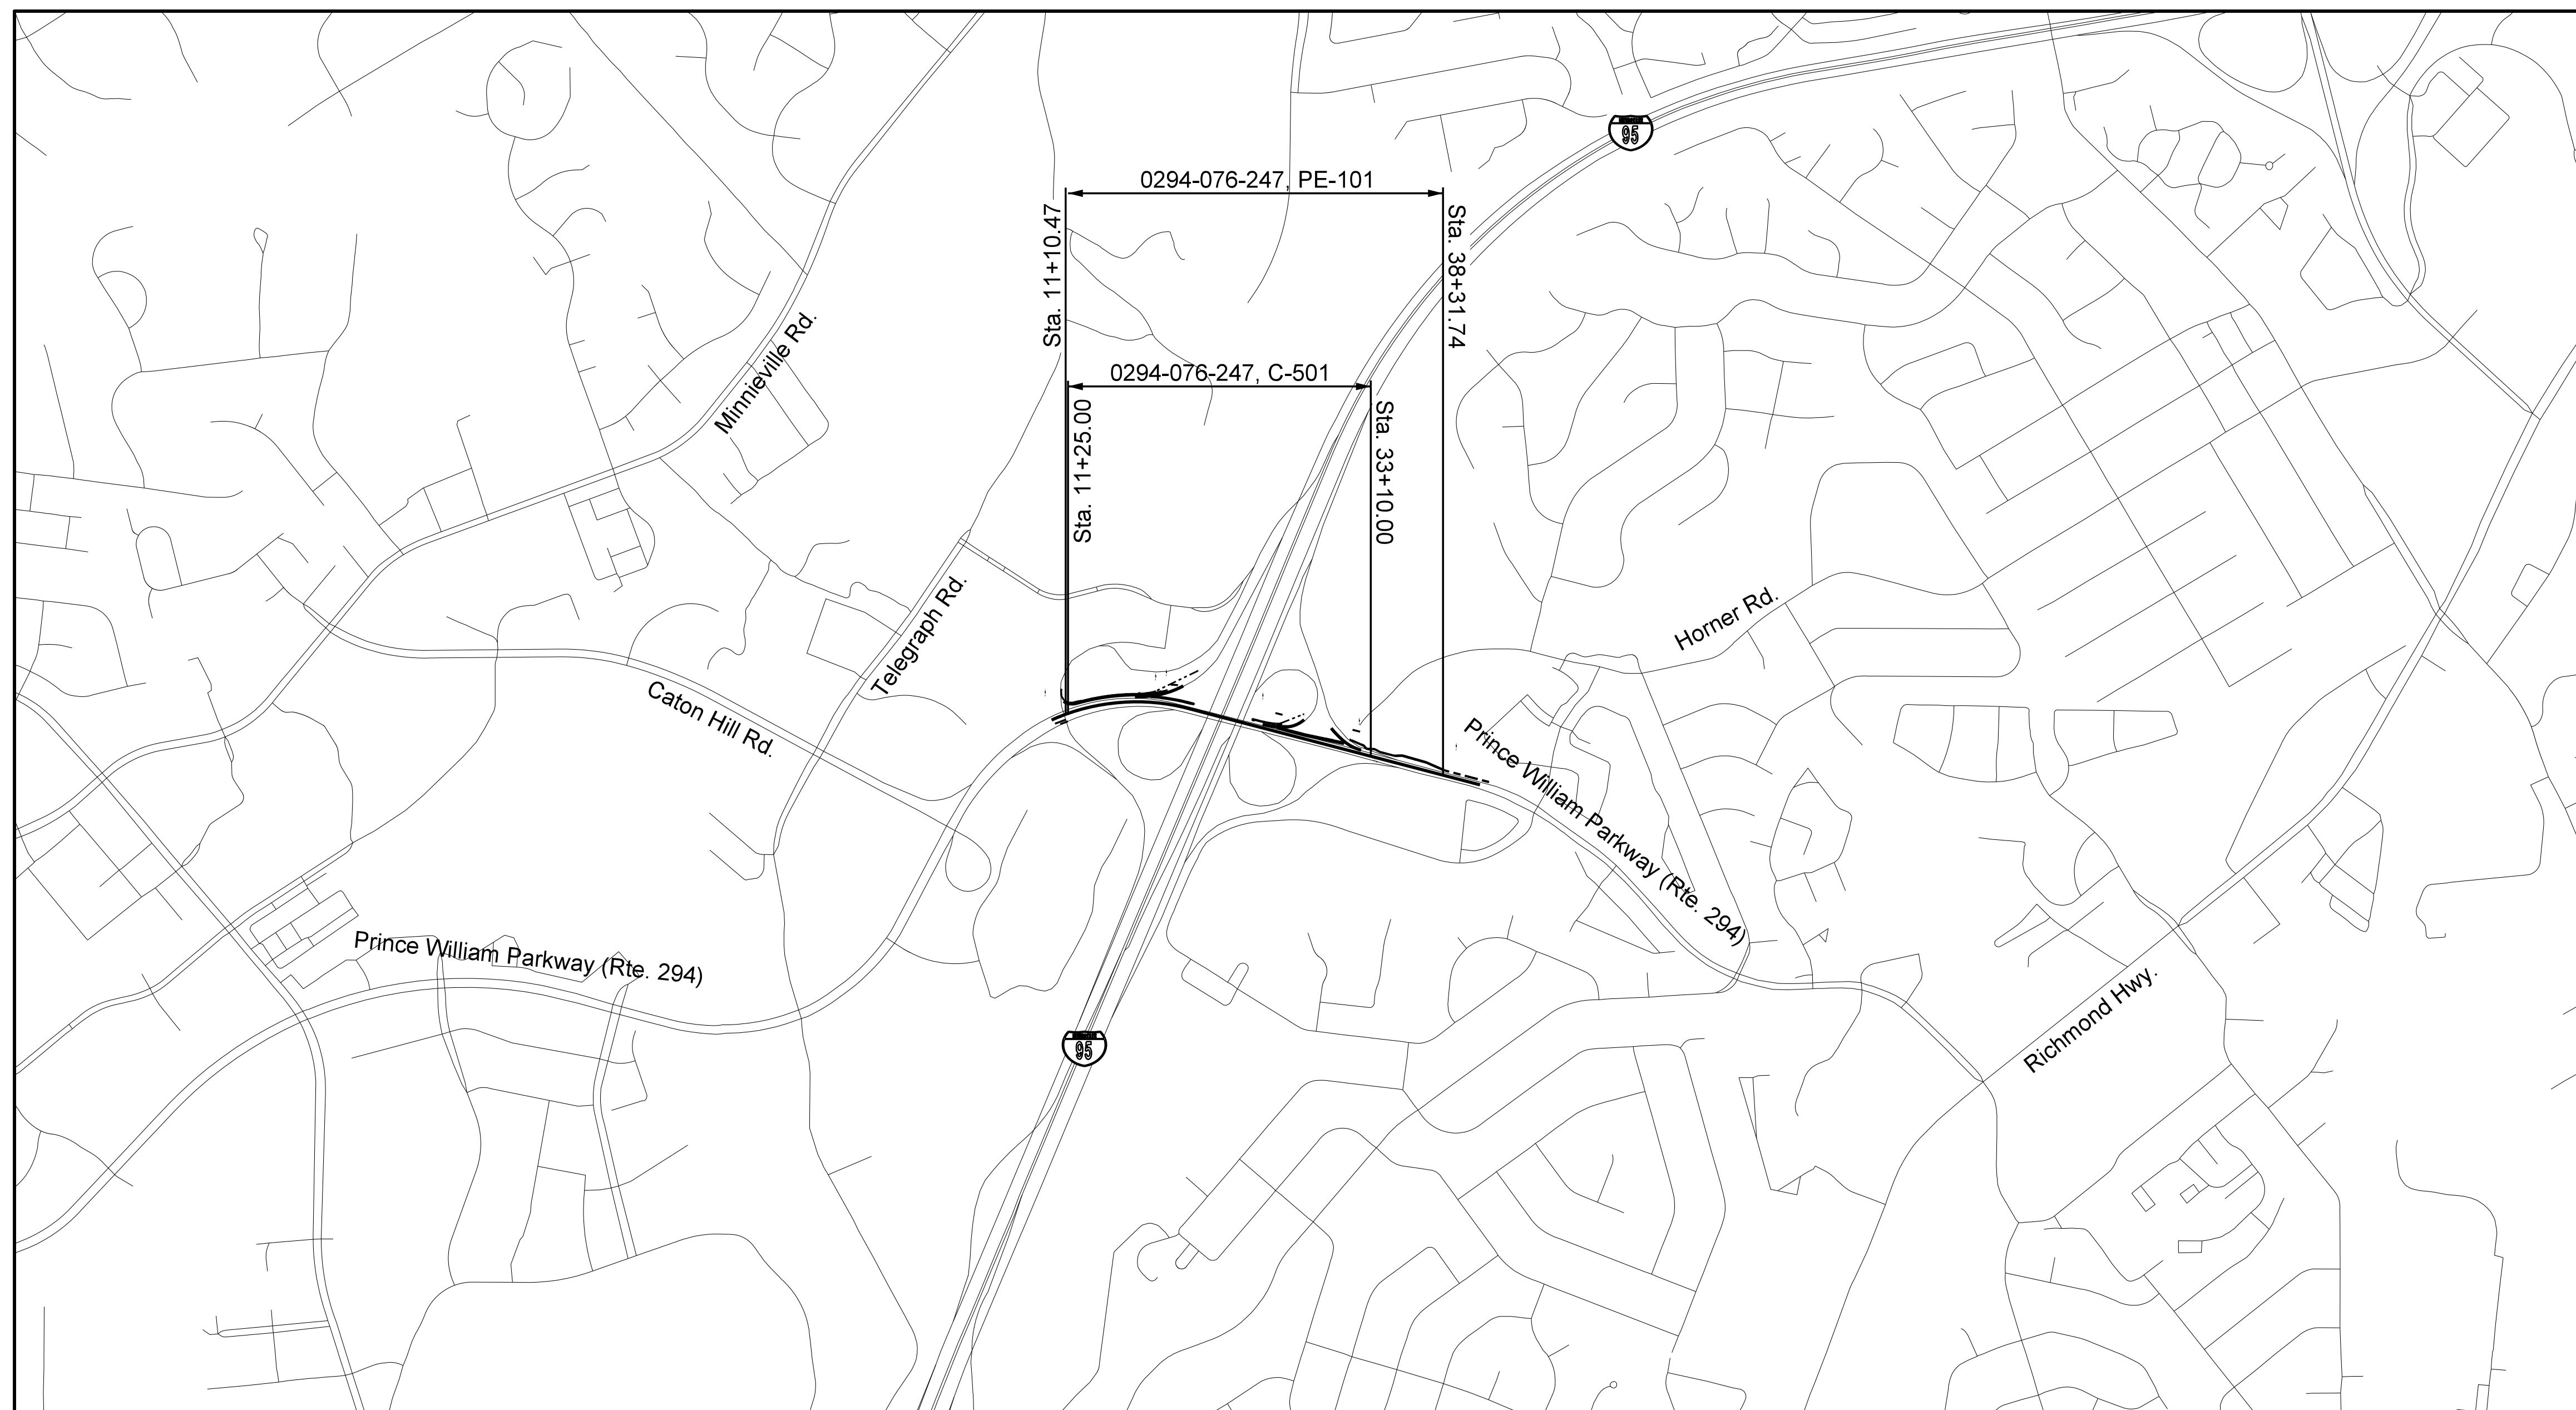 95
0294-076-247, PE-101
Sta. 11+10.47
Sta. 38+31.74
0294-076-247, C-501
Sta. 11+25.00
Sta. 33+10.00
Minnieville Rd.
Telegraph Rd.
Horner Rd.
Caton Hill Rd.
Prince William Parkway (Rte. 294)
Prince William Parkway (Rte. 294)
Richmond Hwy.
95